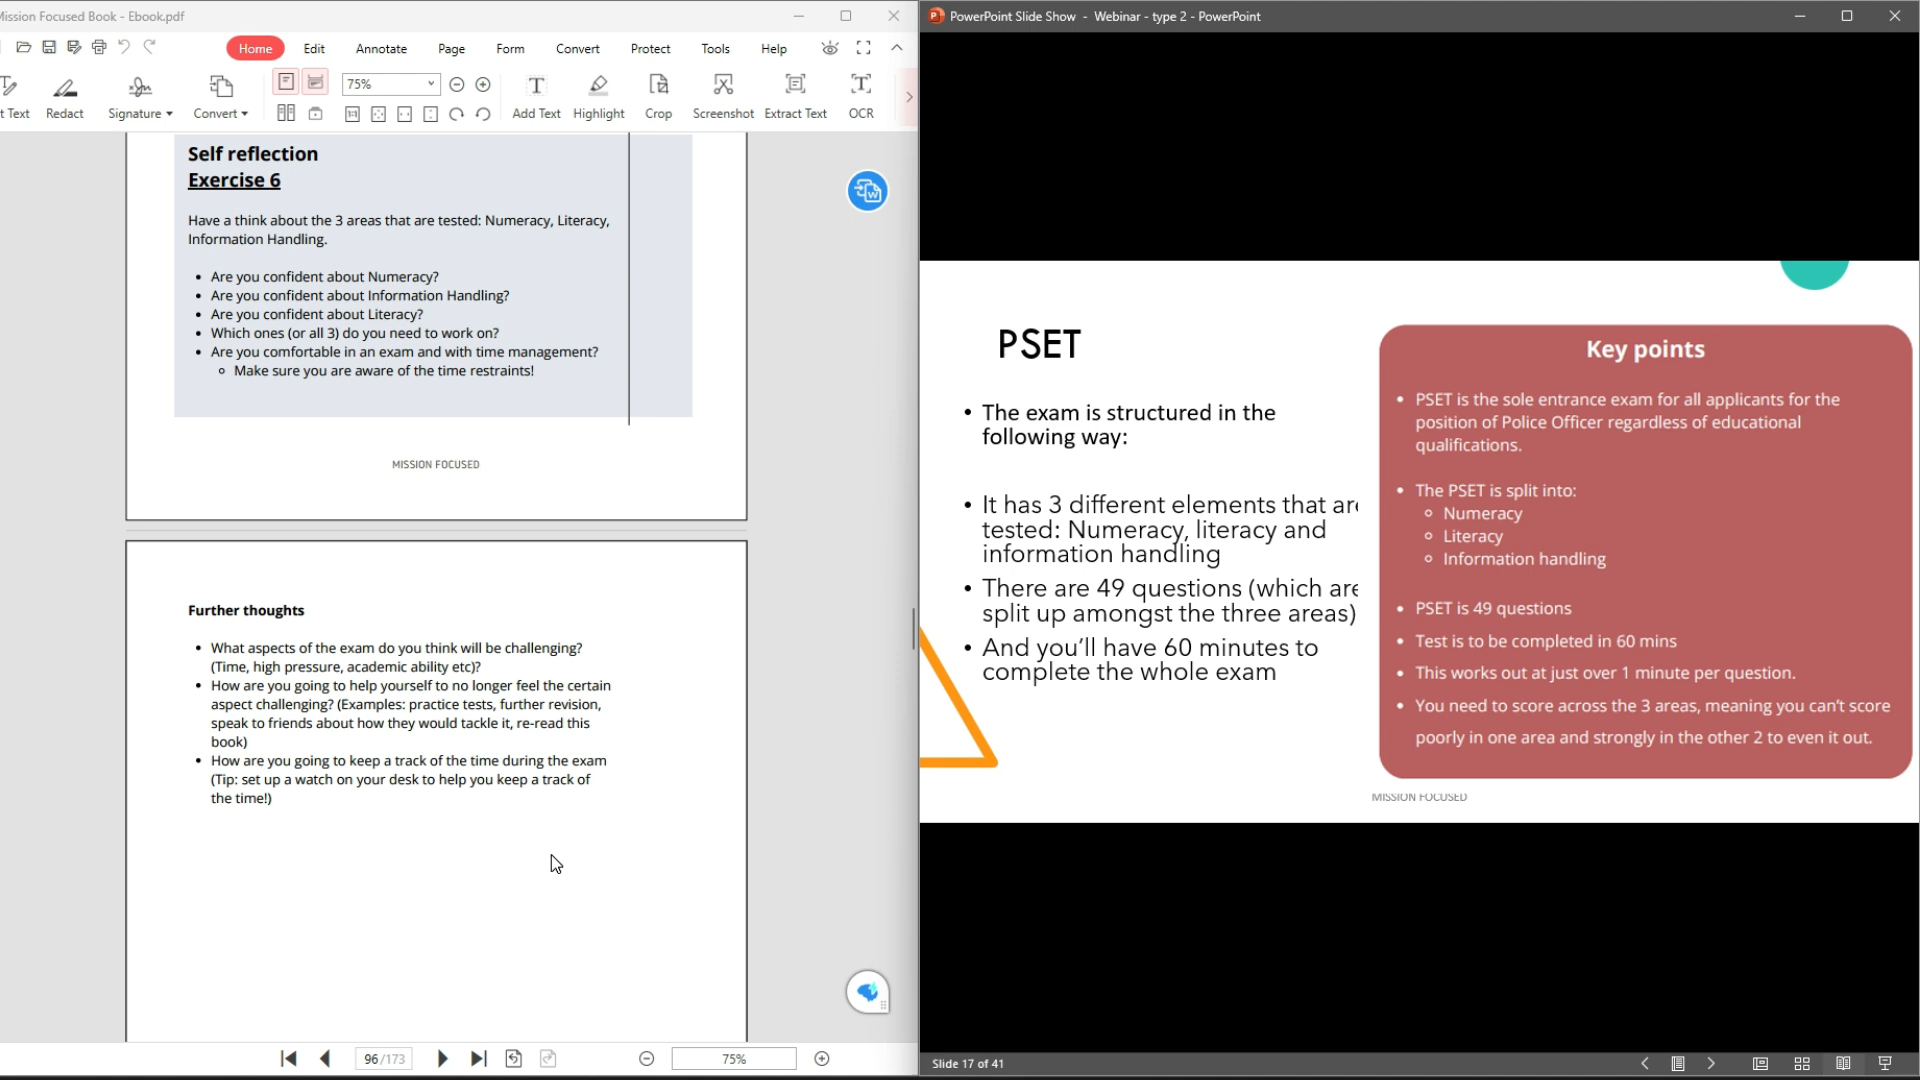 Mission Focused Book - Ebook.pdf
Home Edit Annotate Page Form Convert Protect Tools Help
75%
Text Redact Signature Convert Add Text Highlight Crop Screenshot Extract Text OCR
Self reflection
Exercise 6
Have a think about the 3 areas that are tested: Numeracy, Literacy,
Information Handling.
• Are you confident about Numeracy?
• Are you confident about Information Handling?
• Are you confident about Literacy?
• Which ones (or all 3) do you need to work on?
• Are you comfortable in an exam and with time management?
Make sure you are aware of the time restraints!
MISSION FOCUSED
Further thoughts
• What aspects of the exam do you think will be challenging?
(Time, high pressure, academic ability etc)?
• How are you going to help yourself to no longer feel the certain
aspect challenging? (Examples: practice tests, further revision,
speak to friends about how they would tackle it, re-read this
book)
• How are you going to keep a track of the time during the exam
(Tip: set up a watch on your desk to help you keep a track of
the time!)
96/173
75%
PowerPoint Slide Show - Webinar - type 2 - PowerPoint
PSET
• The exam is structured in the
following way:
• It has 3 different elements that are
tested: Numeracy, literacy and
information handling
• There are 49 questions (which are
split up amongst the three areas)
• And you'll have 60 minutes to
complete the whole exam
Key points
• PSET is the sole entrance exam for all applicants for the
position of Police Officer regardless of educational
qualifications.
• The PSET is split into:
Numeracy
Literacy
Information handling
• PSET is 49 questions
• Test is to be completed in 60 mins
• This works out at just over 1 minute per question.
• You need to score across the 3 areas, meaning you can't score
poorly in one area and strongly in the other 2 to even it out.
MISSION FOCUSED
Slide 17 of 41